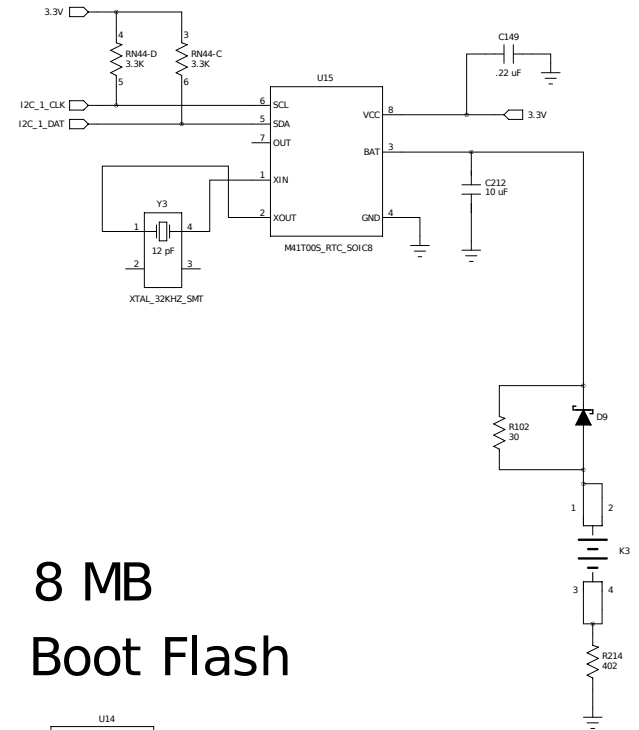 3.3V
4
3
RN44-D
3.3K
RN44-C
3.3K
5
6
I2C_1_CLK
I2C_1_DAT
U15
6
SCL
5
SDA
7
OUT
1
XIN
2
XOUT
VCC
8
BAT
3
GND
4
M41T00S_RTC_SOIC8
C149
.22 uF
3.3V
C212
10 uF
Y3
1
4
12 pF
2
3
XTAL_32KHZ_SMT
R102
30
D9
1
2
K3
3
4
R214
402
8 MB
Boot Flash
U14